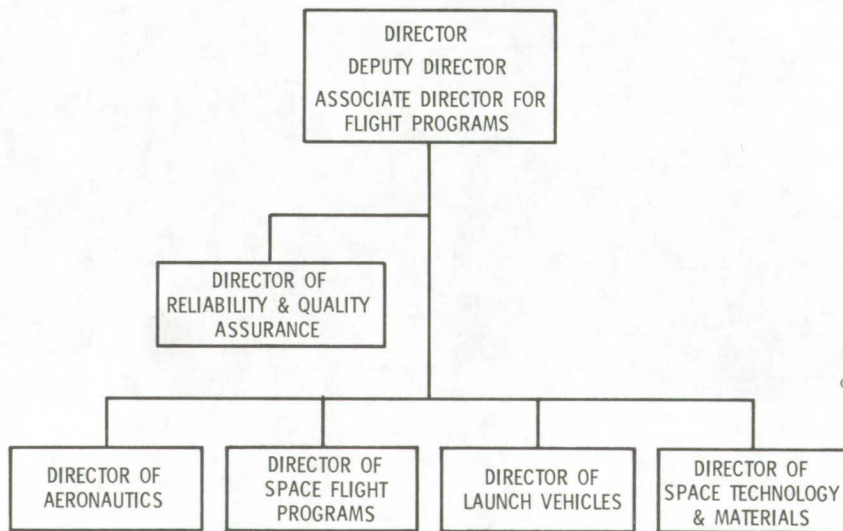 DIRECTOR
DEPUTY DIRECTOR
ASSOCIATE DIRECTOR FOR
FLIGHT PROGRAMS
DIRECTOR OF
RELIABILITY & QUALITY
ASSURANCE
DIRECTOR OF
AERONAUTICS
DIRECTOR OF
SPACE FLIGHT
PROGRAMS
DIRECTOR OF
LAUNCH VEHICLES
DIRECTOR OF
SPACE TECHNOLOGY
& MATERIALS